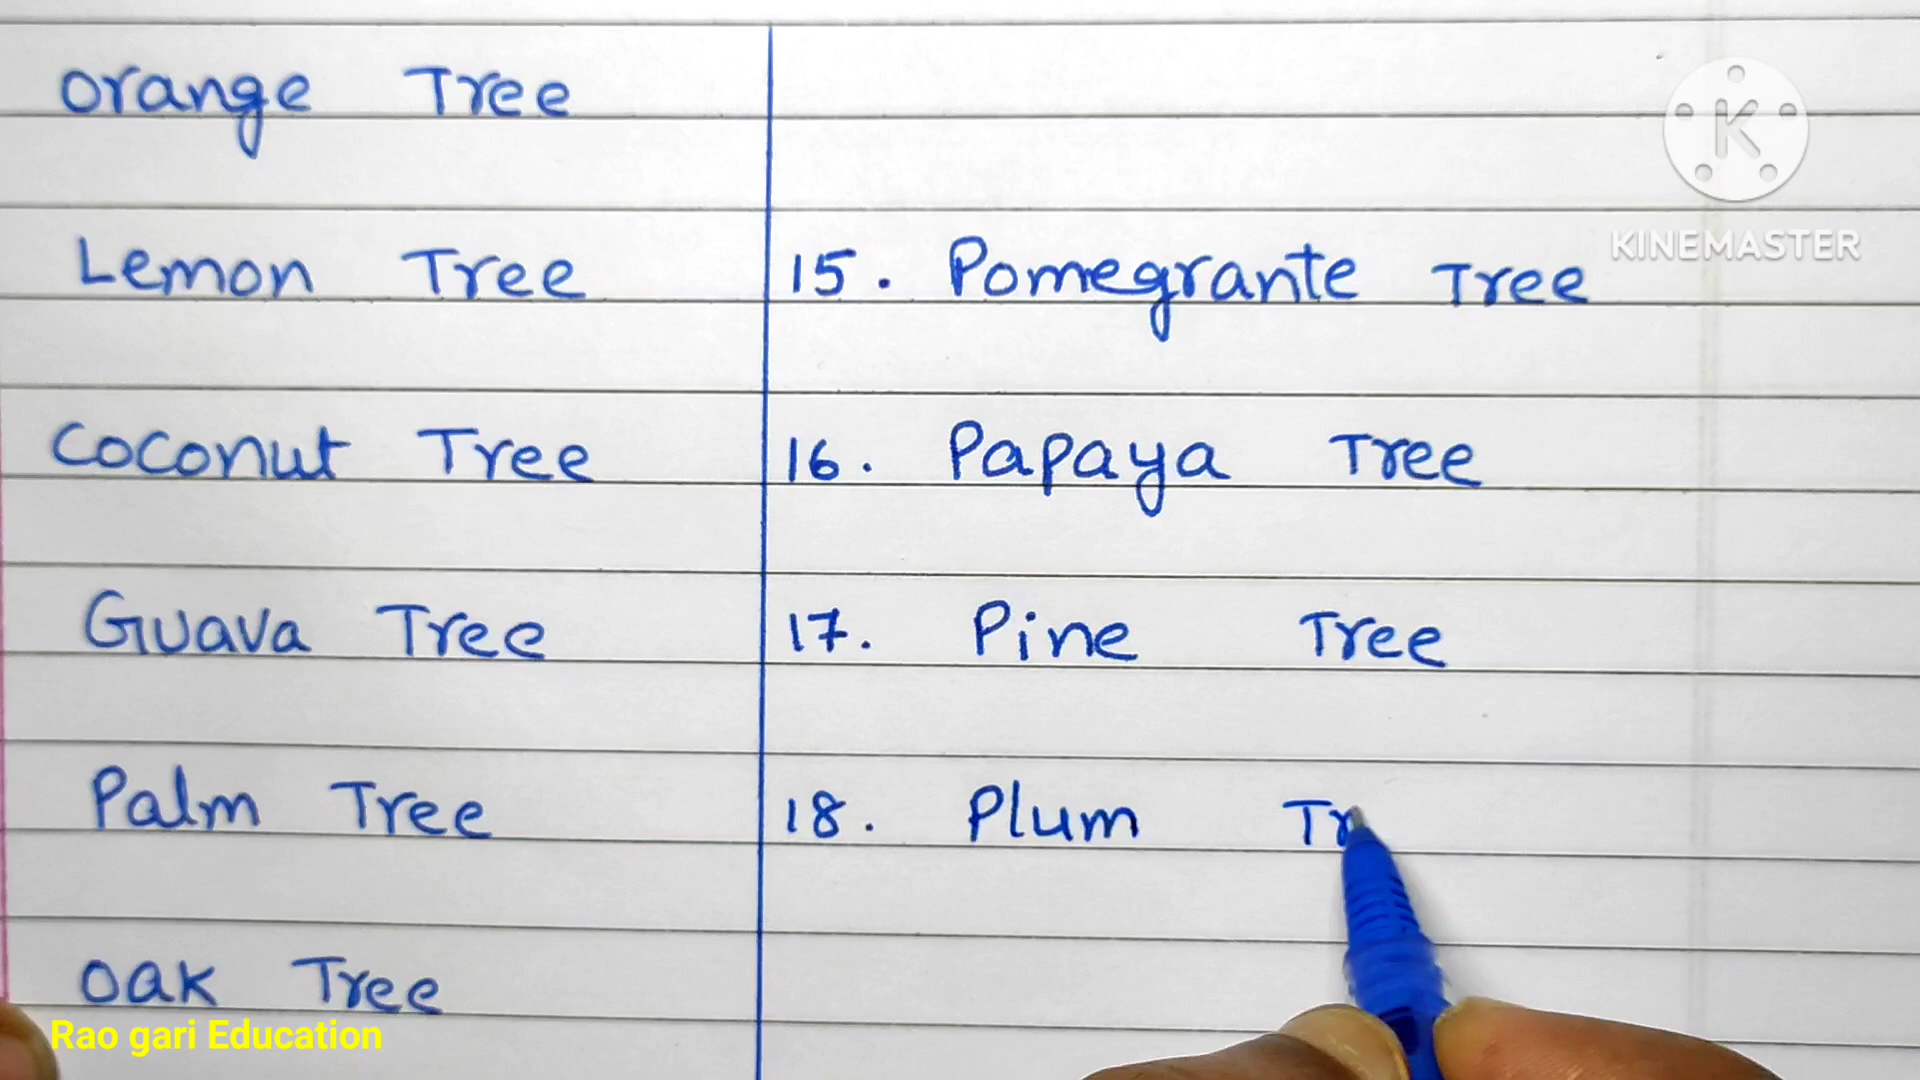 Orange Tree
Lemon Tree
Coconut Tree
Guava Tree
Palm Tree
Oak Tree
15. Pomegrante Tree
16. Papaya Tree
17. Pine Tree
18. Plum Tr
KINEMASTER
Rao gari Education